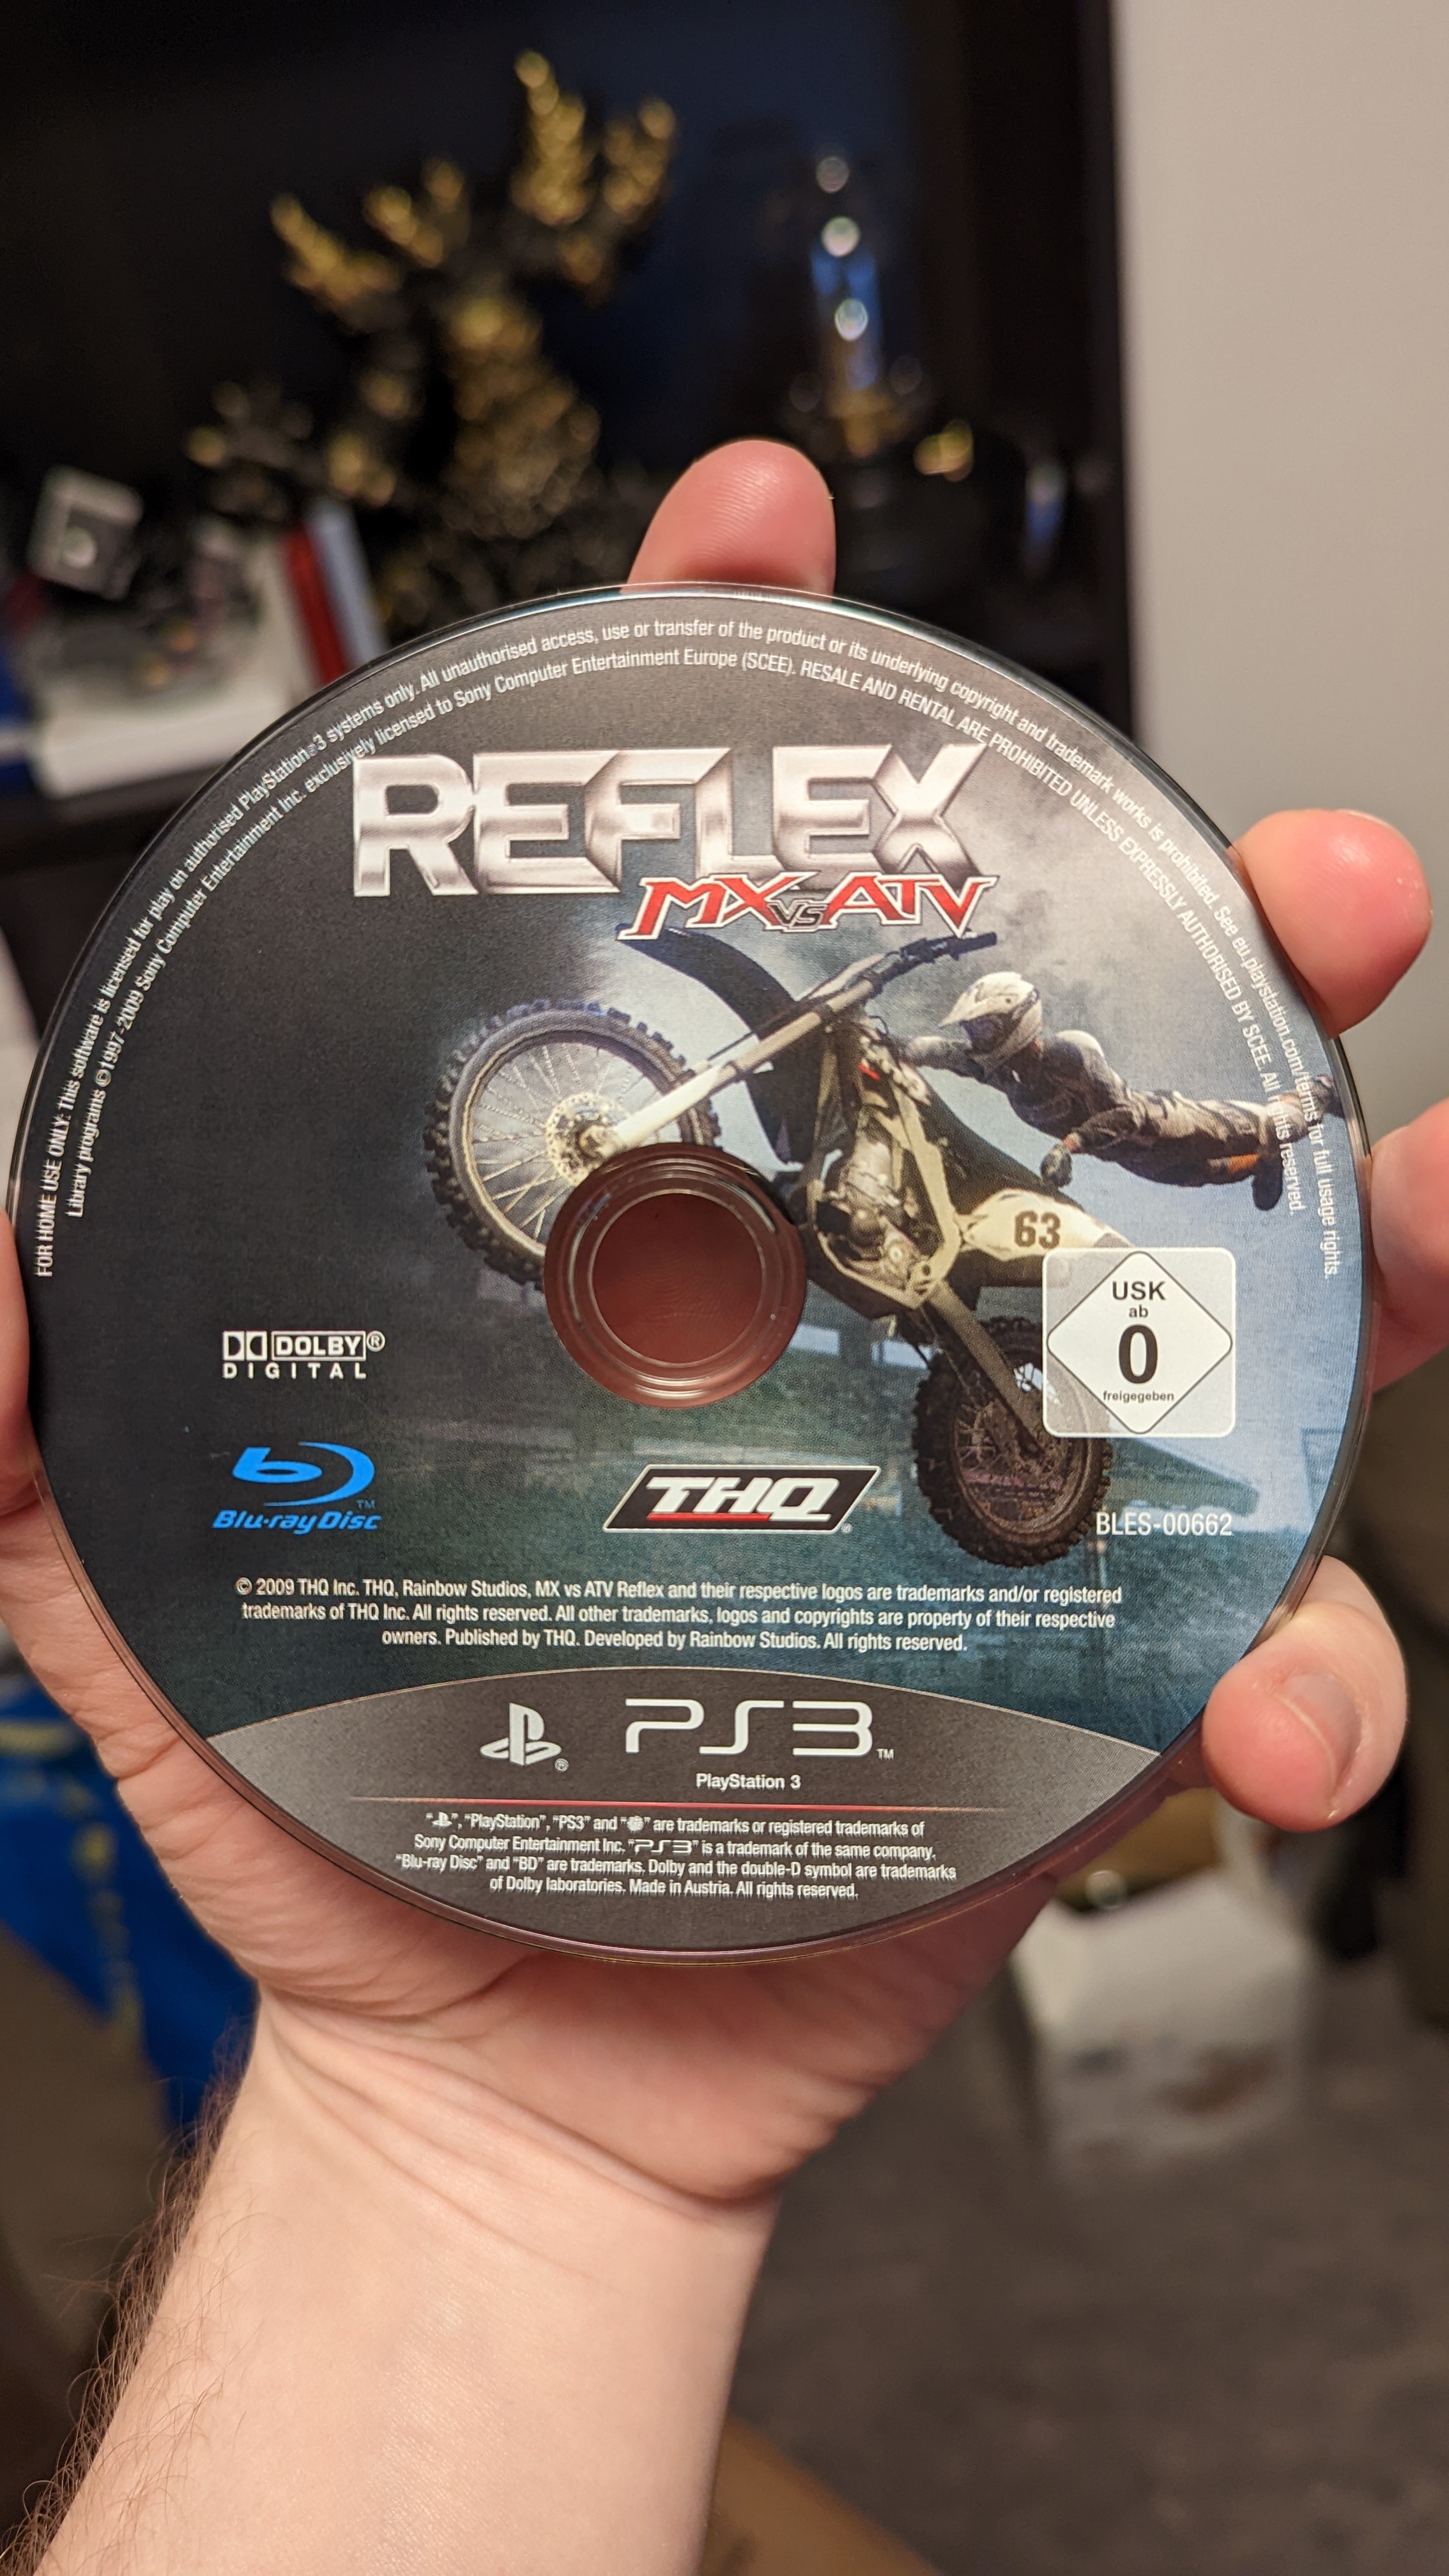 FOR HOME USE ONLY: This software is licensed for play on authorised PlayStation®3 systems only. All unauthorised access, use or transfer of the product or its underlying copyright and trademark works is prohibited. See eu.playstation.com/terms for full usage rights.
Library programs ©1997-2009 Sony Computer Entertainment Inc. exclusively licensed to Sony Computer Entertainment Europe (SCEE). RESALE AND RENTAL ARE PROHIBITED UNLESS EXPRESSLY AUTHORISED BY SCEE. All rights reserved.
REFLEX
MX vs ATV
63
USK
ab
0
freigegeben
DOLBY®
DIGITAL
Blu-ray Disc™
THQ®
BLES-00662
© 2009 THQ Inc. THQ, Rainbow Studios, MX vs ATV Reflex and their respective logos are trademarks and/or registered
trademarks of THQ Inc. All rights reserved. All other trademarks, logos and copyrights are property of their respective
owners. Published by THQ. Developed by Rainbow Studios. All rights reserved.
® PS3™
PlayStation 3
“ ”, “PlayStation”, “PS3” and “ ” are trademarks or registered trademarks of
Sony Computer Entertainment Inc. “PS3” is a trademark of the same company.
“Blu-ray Disc” and “BD” are trademarks. Dolby and the double-D symbol are trademarks
of Dolby laboratories. Made in Austria. All rights reserved.